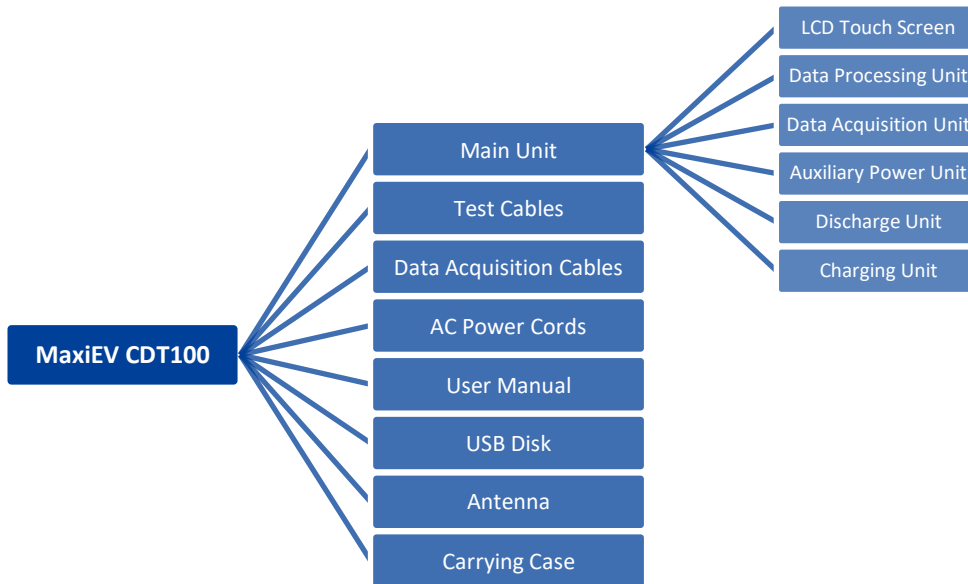 MaxiEV CDT100
Main Unit
Test Cables
Data Acquisition Cables
AC Power Cords
User Manual
USB Disk
Antenna
Carrying Case
LCD Touch Screen
Data Processing Unit
Data Acquisition Unit
Auxiliary Power Unit
Discharge Unit
Charging Unit